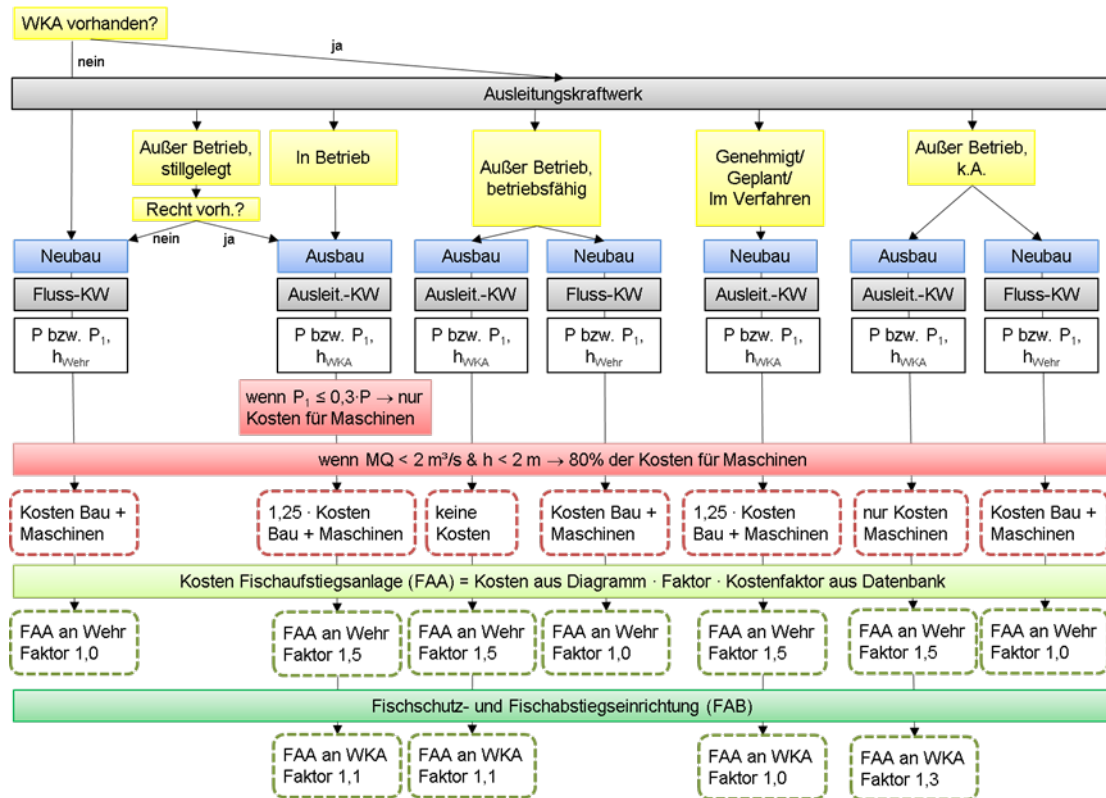 WKA vorhanden?
ja
nein
Ausleitungskraftwerk
Außer Betrieb,
stillgelegt
In Betrieb
Außer Betrieb,
betriebsfähig
Genehmigt/
Geplant/
Im Verfahren
Außer Betrieb,
k.A.
Recht vorh.?
nein
ja
Neubau
Ausbau
Ausbau
Neubau
Neubau
Ausbau
Neubau
Fluss-KW
Ausleit.-KW
Ausleit.-KW
Fluss-KW
Ausleit.-KW
Ausleit.-KW
Fluss-KW
P bzw. P₁,
hWehr
P bzw. P₁,
hWKA
P bzw. P₁,
hWKA
P bzw. P₁,
hWehr
P bzw. P₁,
hWKA
P bzw. P₁,
hWKA
P bzw. P₁,
hWehr
wenn P₁ ≤ 0,3·P → nur
Kosten für Maschinen
wenn MQ < 2 m³/s & h < 2 m → 80% der Kosten für Maschinen
Kosten Bau +
Maschinen
1,25 · Kosten
Bau + Maschinen
keine
Kosten
Kosten Bau +
Maschinen
1,25 · Kosten
Bau + Maschinen
nur Kosten
Maschinen
Kosten Bau +
Maschinen
Kosten Fischaufstiegsanlage (FAA) = Kosten aus Diagramm · Faktor · Kostenfaktor aus Datenbank
FAA an Wehr
Faktor 1,0
FAA an Wehr
Faktor 1,5
FAA an Wehr
Faktor 1,5
FAA an Wehr
Faktor 1,0
FAA an Wehr
Faktor 1,5
FAA an Wehr
Faktor 1,5
FAA an Wehr
Faktor 1,0
Fischschutz- und Fischabstiegseinrichtung (FAB)
FAA an WKA
Faktor 1,1
FAA an WKA
Faktor 1,1
FAA an WKA
Faktor 1,0
FAA an WKA
Faktor 1,3